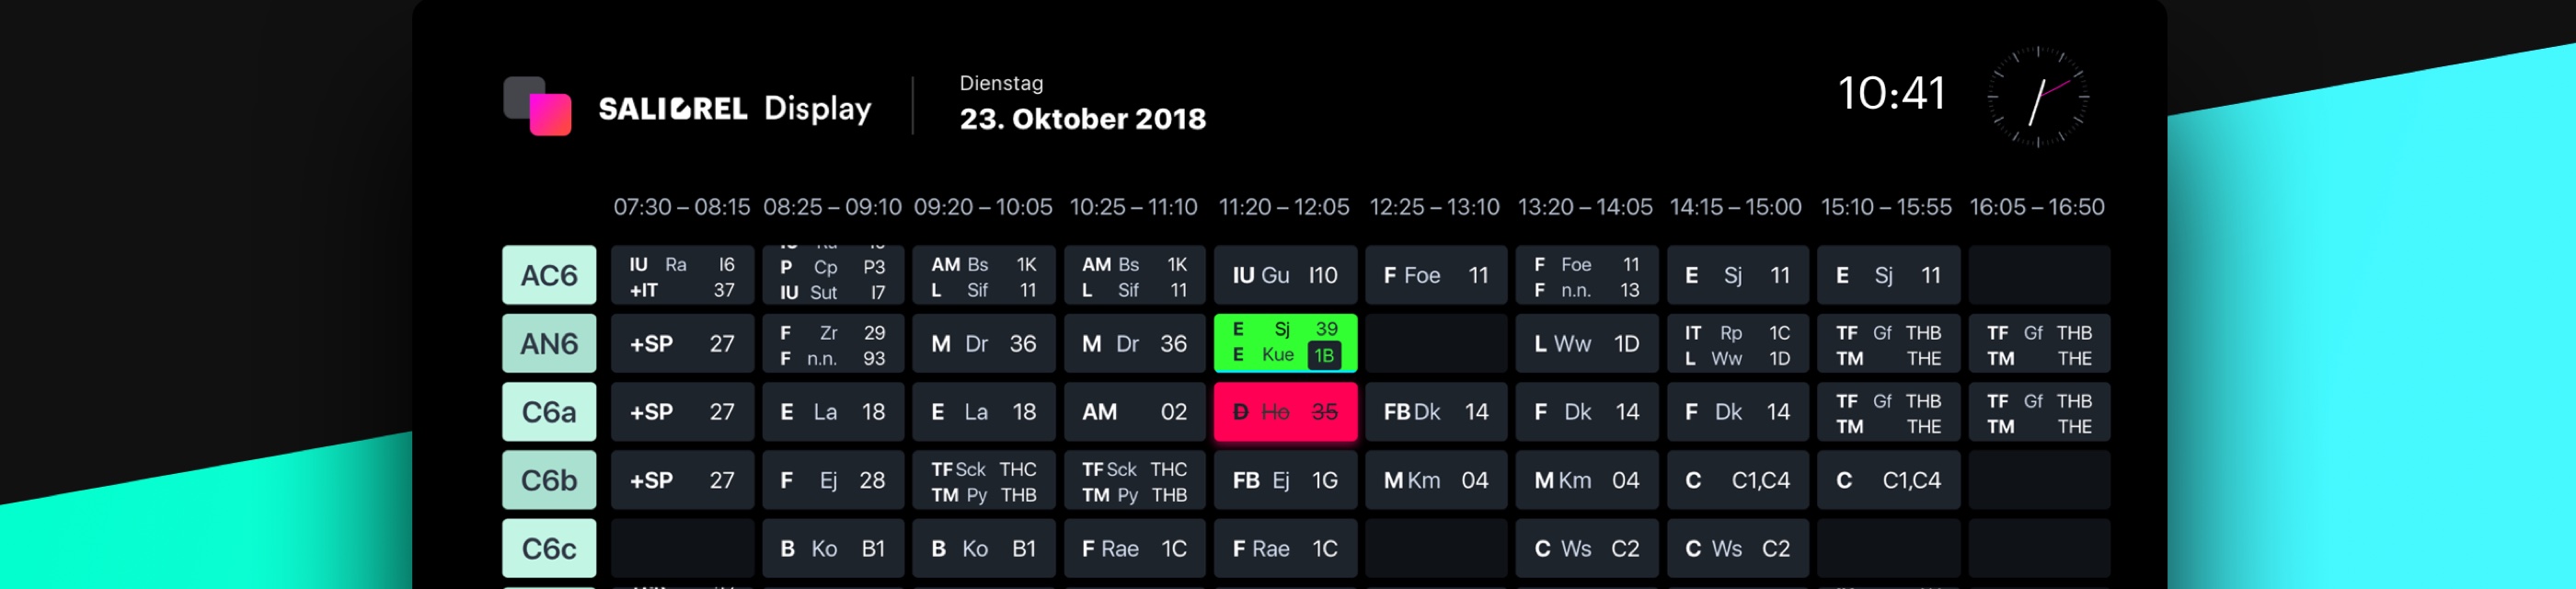 SALIOREL Display
Dienstag
23. Oktober 2018
10:41
07:30 – 08:15 08:25 – 09:10 09:20 – 10:05 10:25 – 11:10 11:20 – 12:05 12:25 – 13:10 13:20 – 14:05 14:15 – 15:00 15:10 – 15:55 16:05 – 16:50
AC6
IU Ra I6
+IT 37
P Cp P3
IU Sut I7
AM Bs 1K
L Sif 11
AM Bs 1K
L Sif 11
IU Gu I10
F Foe 11
F Foe 11
F n.n. 13
E Sj 11
E Sj 11
AN6
+SP 27
F Zr 29
F n.n. 93
M Dr 36
M Dr 36
E Sj 39
E Kue 1B
L Ww 1D
IT Rp 1C
L Ww 1D
TF Gf THB
TM THE
TF Gf THB
TM THE
C6a
+SP 27
E La 18
E La 18
AM 02
D Ho 35
FB Dk 14
F Dk 14
F Dk 14
TF Gf THB
TM THE
TF Gf THB
TM THE
C6b
+SP 27
F Ej 28
TF Sck THC
TM Py THB
TF Sck THC
TM Py THB
FB Ej 1G
M Km 04
M Km 04
C C1,C4
C C1,C4
C6c
B Ko B1
B Ko B1
F Rae 1C
F Rae 1C
C Ws C2
C Ws C2